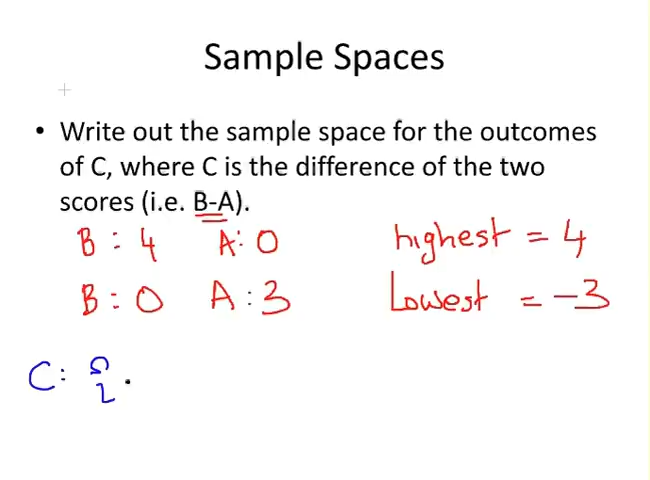 Sample Spaces
• Write out the sample space for the outcomes
of C, where C is the difference of the two
scores (i.e. B-A).
B : 4 A: 0 highest = 4
B : 0 A : 3 Lowest = -3
C: